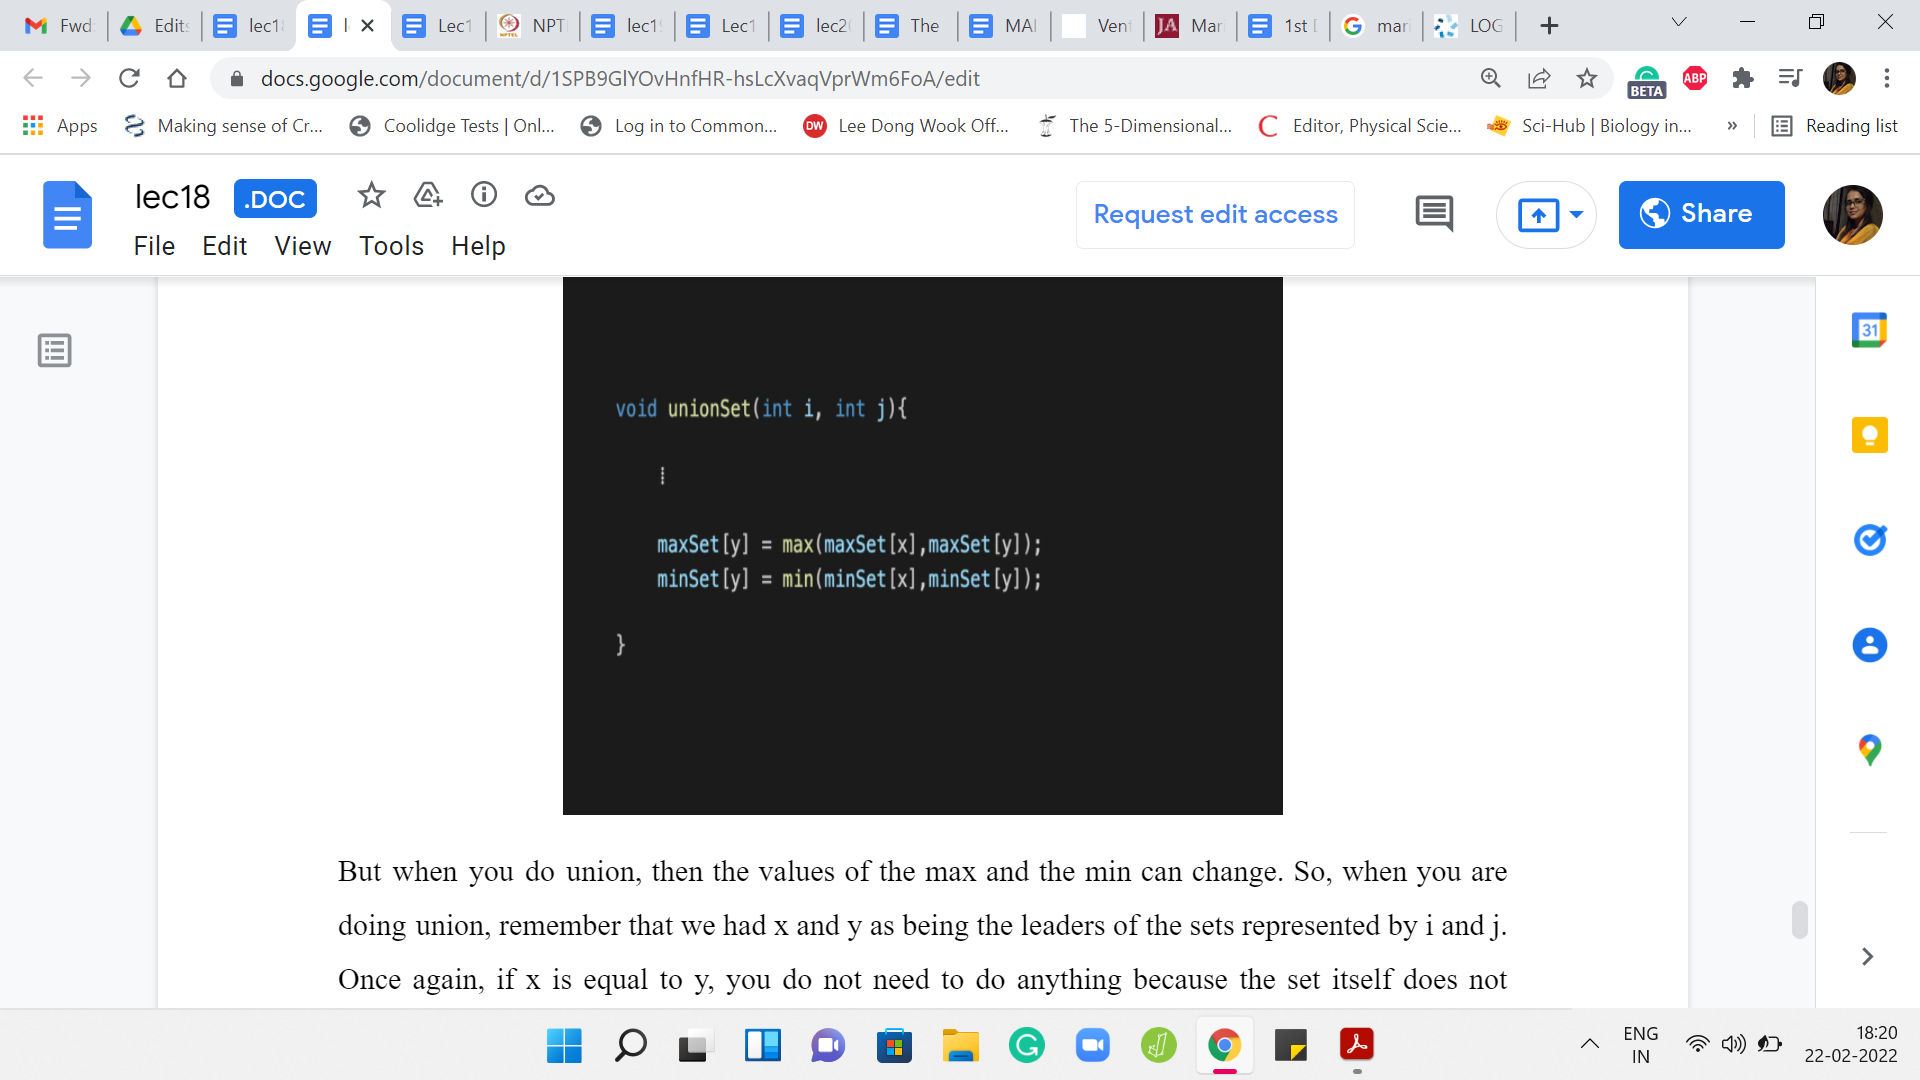 Fwd
Edit
lec1
l
Lec1
NPT
lec1
Lec1
lec2
The
MA
Ven
Mar
1st
mar
LOG
docs.google.com/document/d/1SPB9GlYOvHnfHR-hsLcXvaqVprWm6FoA/edit
BETA
ABP
Apps
Making sense of Cr...
Coolidge Tests | Onl...
Log in to Common...
DW
Lee Dong Wook Off...
The 5-Dimensional...
Editor, Physical Scie...
Sci-Hub | Biology in...
»
Reading list
lec18
.DOC
File Edit View Tools Help
Request edit access
Share
31
void unionSet(int i, int j){
⁞
maxSet[y] = max(maxSet[x],maxSet[y]);
minSet[y] = min(minSet[x],minSet[y]);
}
But when you do union, then the values of the max and the min can change. So, when you are
doing union, remember that we had x and y as being the leaders of the sets represented by i and j.
Once again, if x is equal to y, you do not need to do anything because the set itself does not
ENG
IN
18:20
22-02-2022